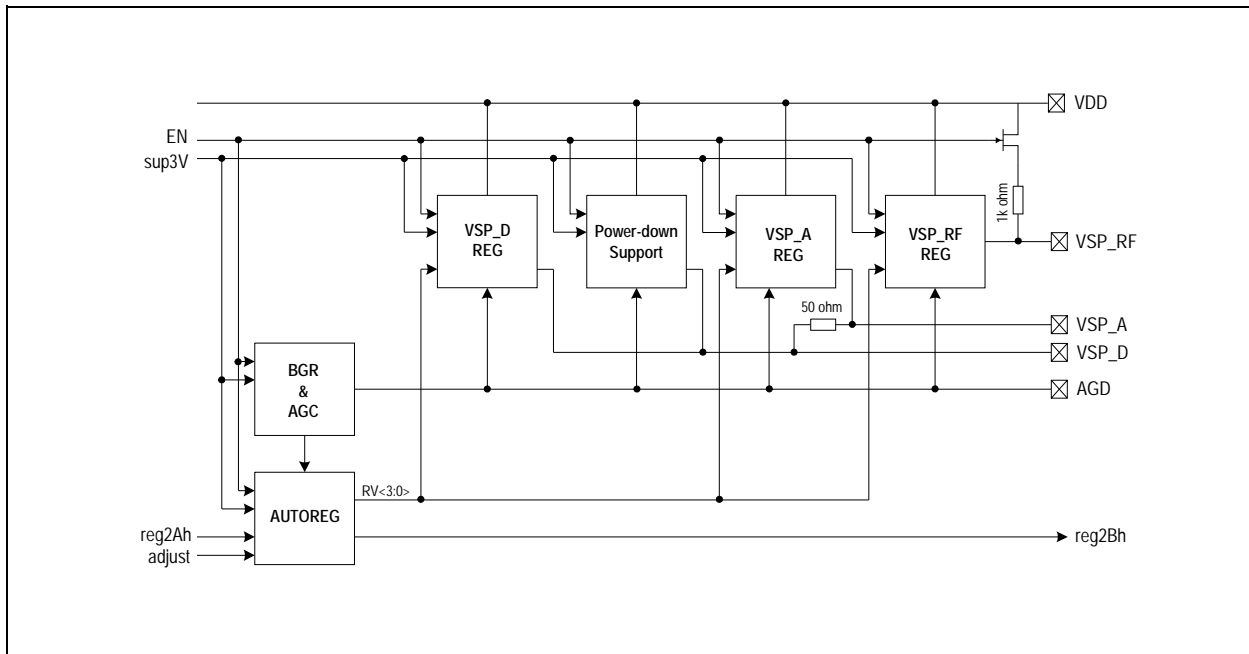 VDD
EN
sup3V
1k ohm
VSP_D
REG
Power-down
Support
VSP_A
REG
VSP_RF
REG
VSP_RF
50 ohm
VSP_A
VSP_D
BGR
&
AGC
AGD
RV<3:0>
AUTOREG
reg2Ah
adjust
reg2Bh